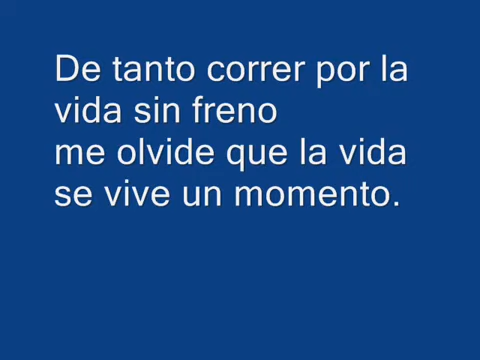 De tanto correr por la
vida sin freno
me olvide que la vida
se vive un momento.